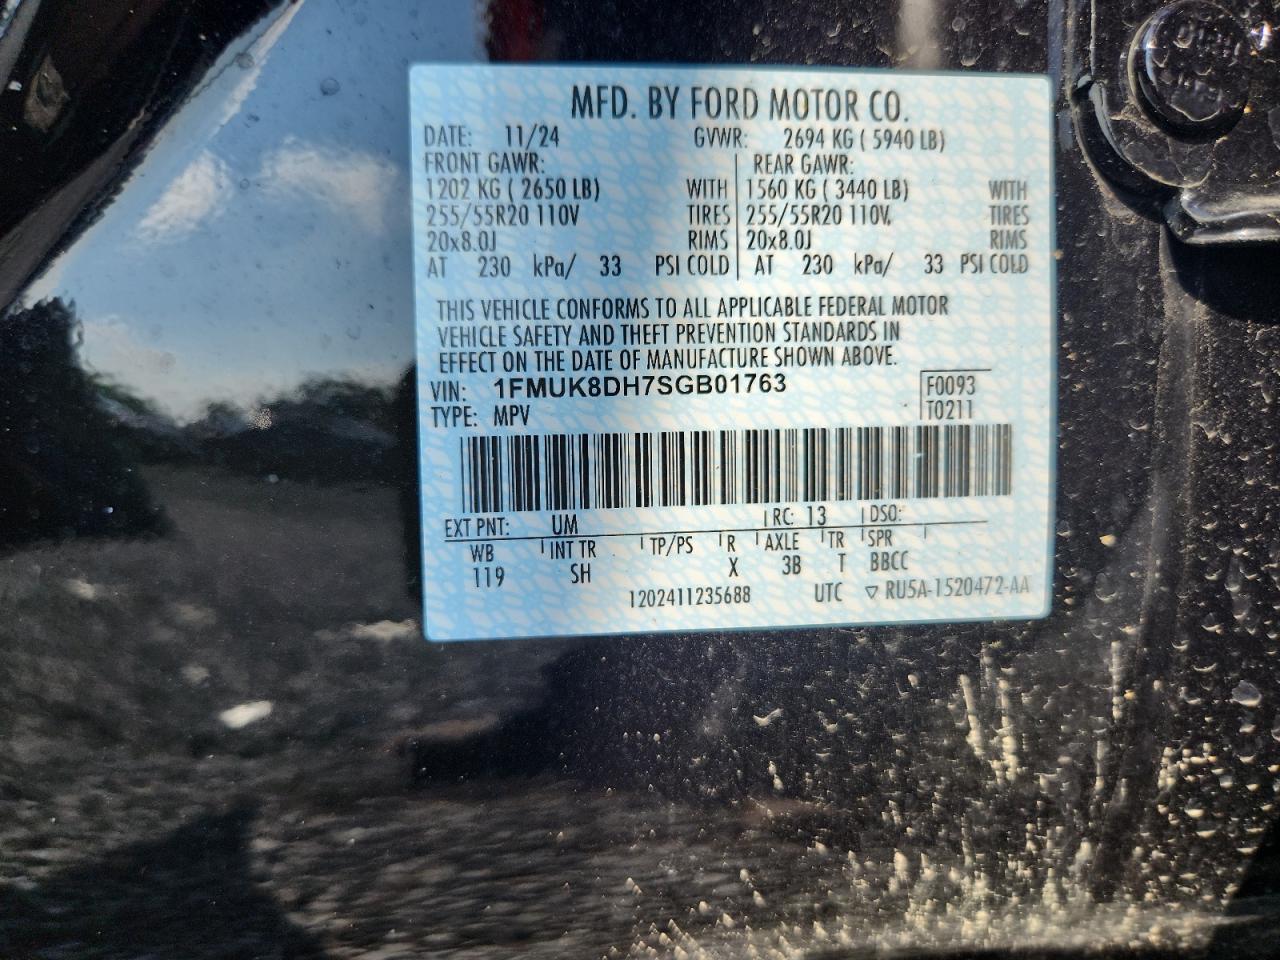 MFD. BY FORD MOTOR CO.
DATE: 11/24 GVWR: 2694 KG ( 5940 LB)
FRONT GAWR: REAR GAWR:
1202 KG ( 2650 LB) WITH 1560 KG ( 3440 LB) WITH
255/55R20 110V TIRES 255/55R20 110V. TIRES
20x8.0J RIMS 20x8.0J RIMS
AT 230 kPa/ 33 PSI COLD AT 230 kPa/ 33 PSI COLD
THIS VEHICLE CONFORMS TO ALL APPLICABLE FEDERAL MOTOR
VEHICLE SAFETY AND THEFT PREVENTION STANDARDS IN
EFFECT ON THE DATE OF MANUFACTURE SHOWN ABOVE.
VIN: 1FMUK8DH7SGB01763 F0093
TYPE: MPV T0211
EXT PNT: UM RC: 13 DSO:
WB INT TR TP/PS R AXLE TR SPR
119 SH X 3B T BBCC
1202411235688 UTC ▽ RU5A-1520472-AA